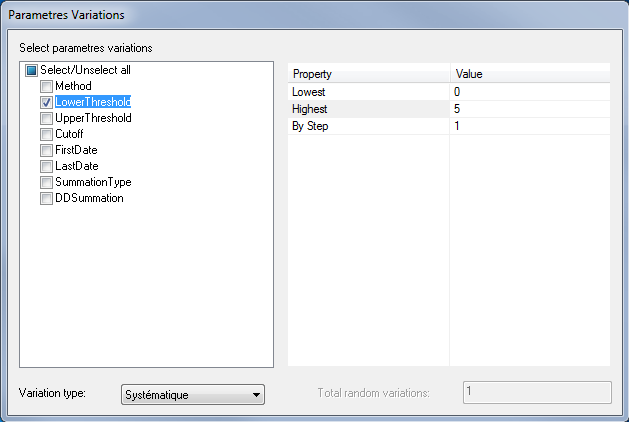 Parametres Variations
Select parametres variations
Select/Unselect all
Method
LowerThreshold
UpperThreshold
Cutoff
FirstDate
LastDate
SummationType
DDSummation
Property Value
Lowest 0
Highest 5
By Step 1
Variation type: Systématique Total random variations: 1